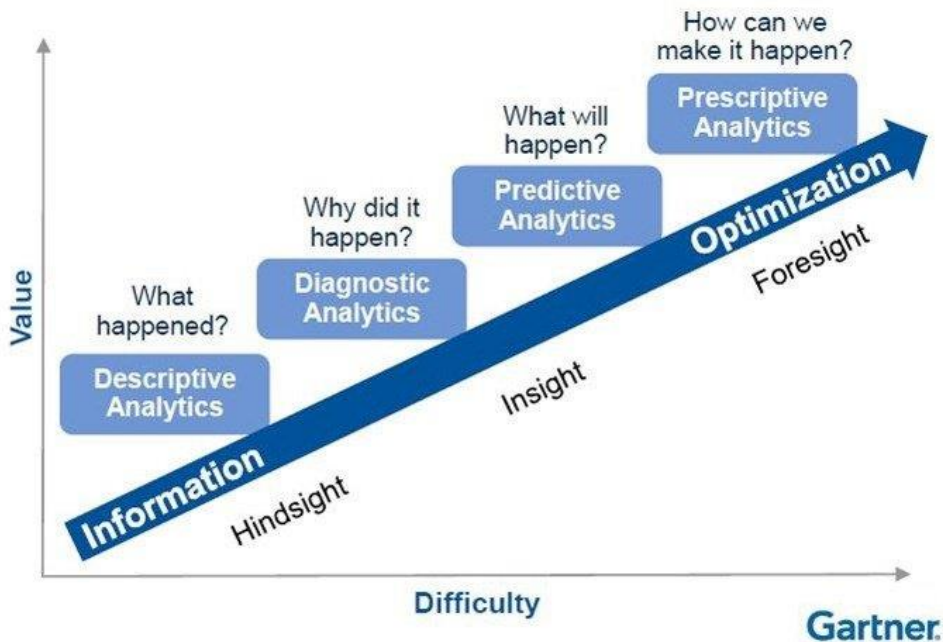 How can we
make it happen?
Prescriptive
Analytics
What will
happen?
Predictive
Analytics
Why did it
happen?
Diagnostic
Analytics
What
happened?
Descriptive
Analytics
Value
Information
Optimization
Hindsight
Insight
Foresight
Difficulty
Gartner